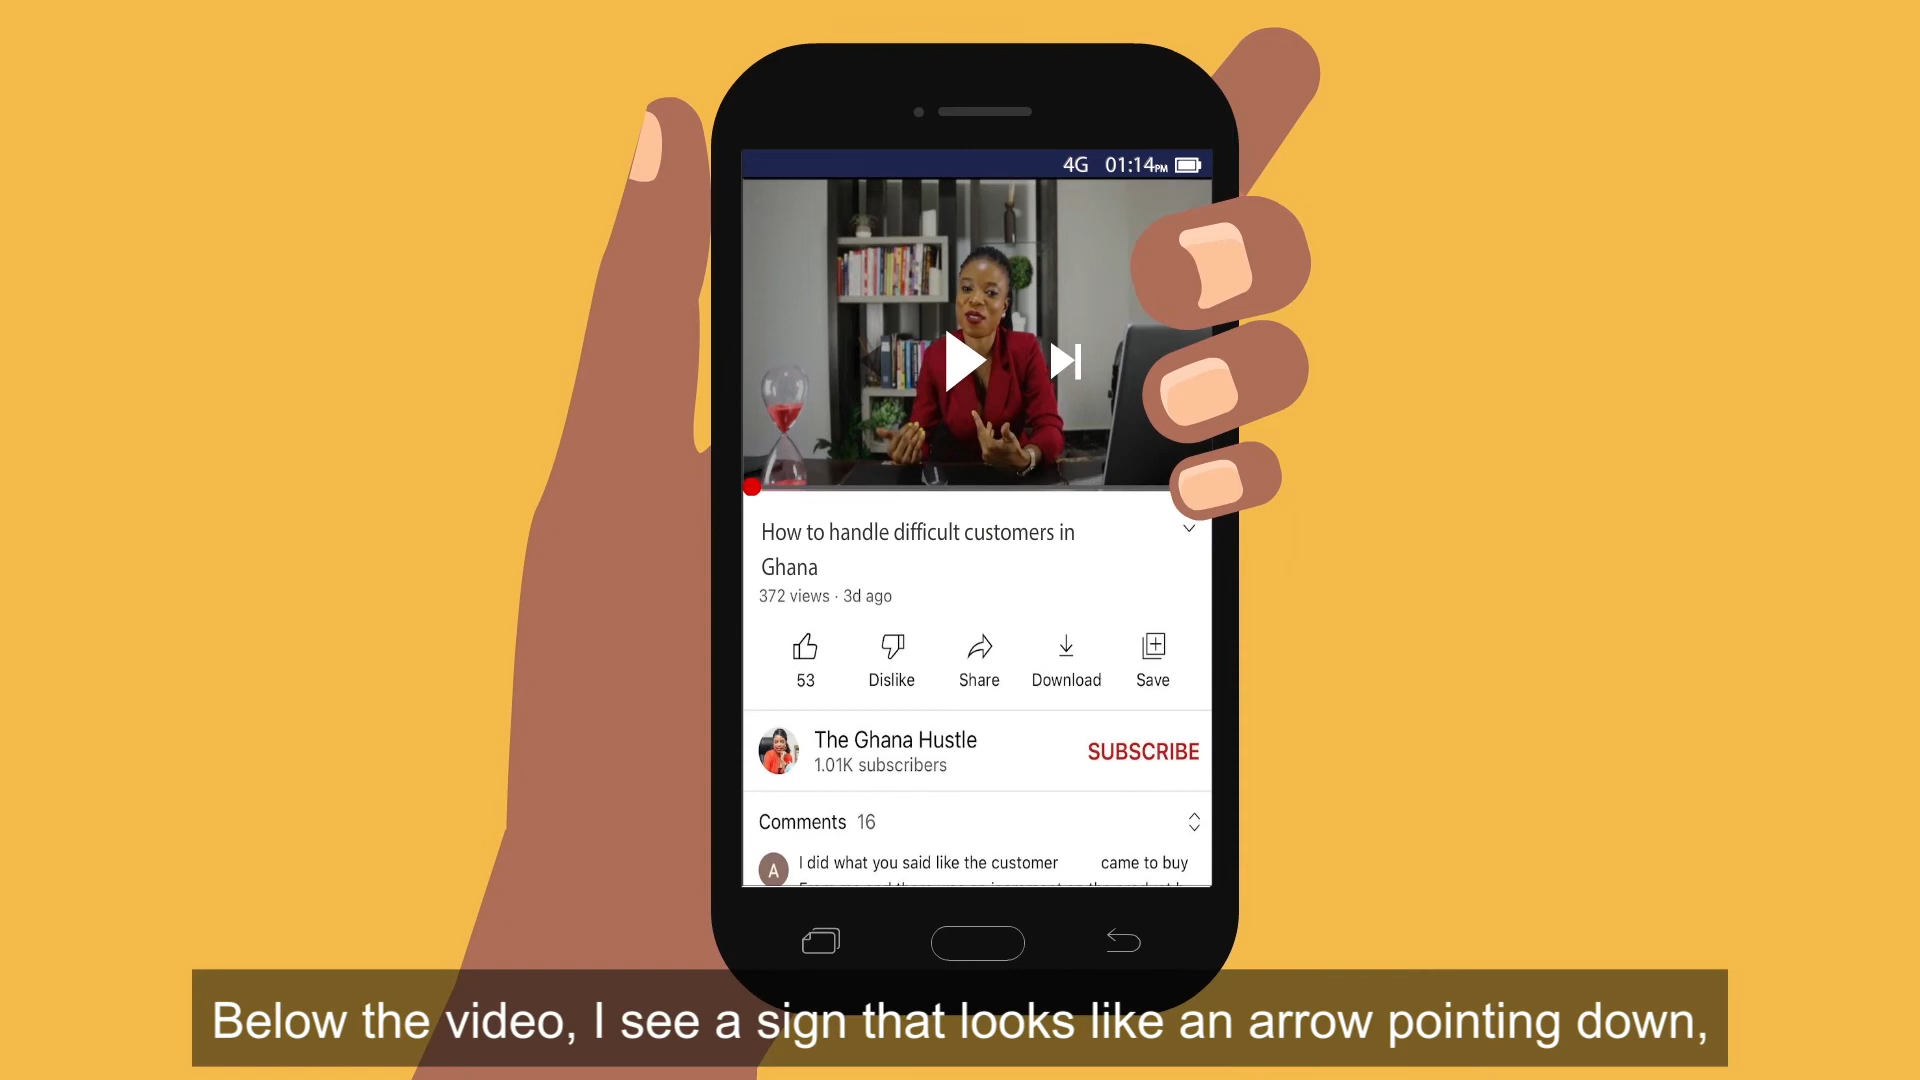 4G 01:14PM
How to handle difficult customers in
Ghana
372 views · 3d ago
53 Dislike Share Download Save
The Ghana Hustle
1.01K subscribers
SUBSCRIBE
Comments 16
A
I did what you said like the customer came to buy
Below the video, I see a sign that looks like an arrow pointing down,